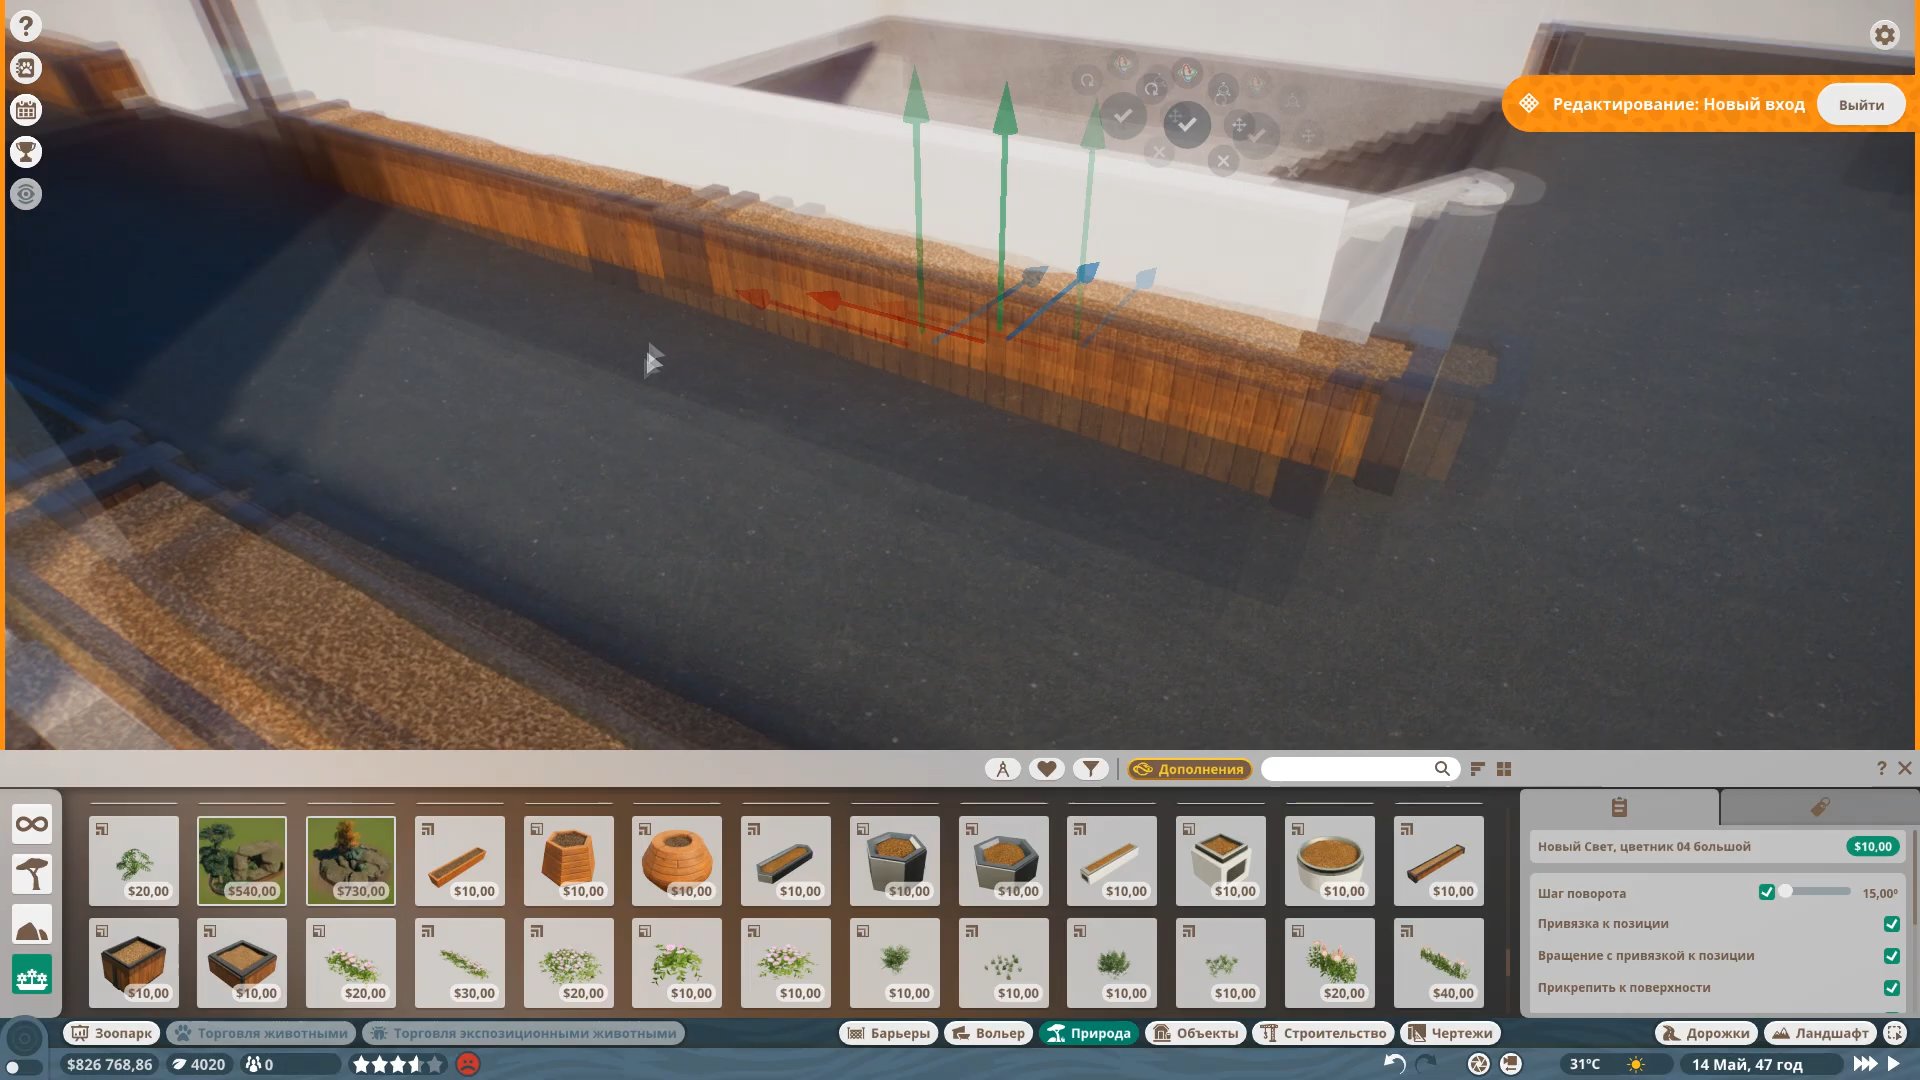 Редактирование: Новый вход
Выйти
Дополнения
?
$20,00
$540,00
$730,00
$10,00
$10,00
$10,00
$10,00
$10,00
$10,00
$10,00
$10,00
$10,00
$10,00
$10,00
$10,00
$20,00
$30,00
$20,00
$10,00
$10,00
$10,00
$10,00
$10,00
$10,00
$20,00
$40,00
Новый Свет, цветник 04 большой
$10,00
Шаг поворота
15,00°
Привязка к позиции
Вращение с привязкой к позиции
Прикрепить к поверхности
Зоопарк
Торговля животными
Торговля экспозиционными животными
Барьеры
Вольер
Природа
Объекты
Строительство
Чертежи
Дорожки
Ландшафт
$826 768,86
4020
0
31°C
14 Май, 47 год